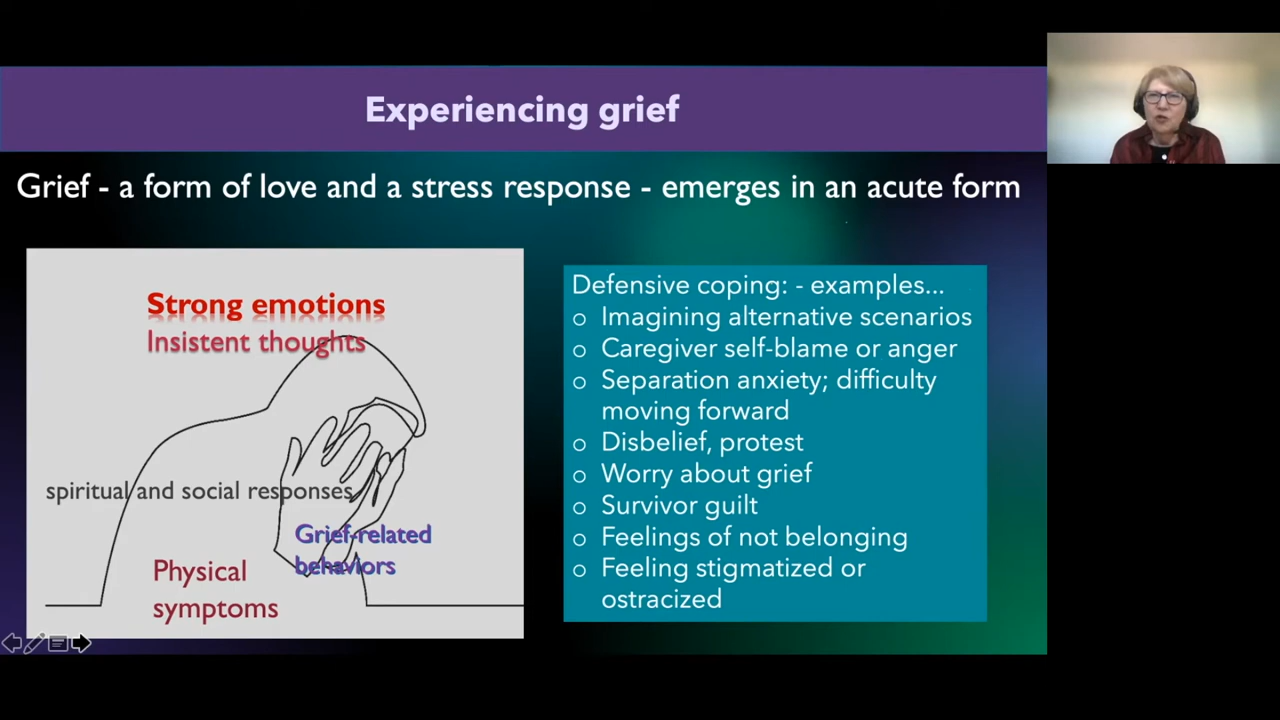 Experiencing grief
Grief - a form of love and a stress response - emerges in an acute form
Strong emotions
Insistent thoughts
spiritual and social responses
Grief-related
behaviors
Physical
symptoms
Defensive coping: - examples...
o Imagining alternative scenarios
o Caregiver self-blame or anger
o Separation anxiety; difficulty
moving forward
o Disbelief, protest
o Worry about grief
o Survivor guilt
o Feelings of not belonging
o Feeling stigmatized or
ostracized